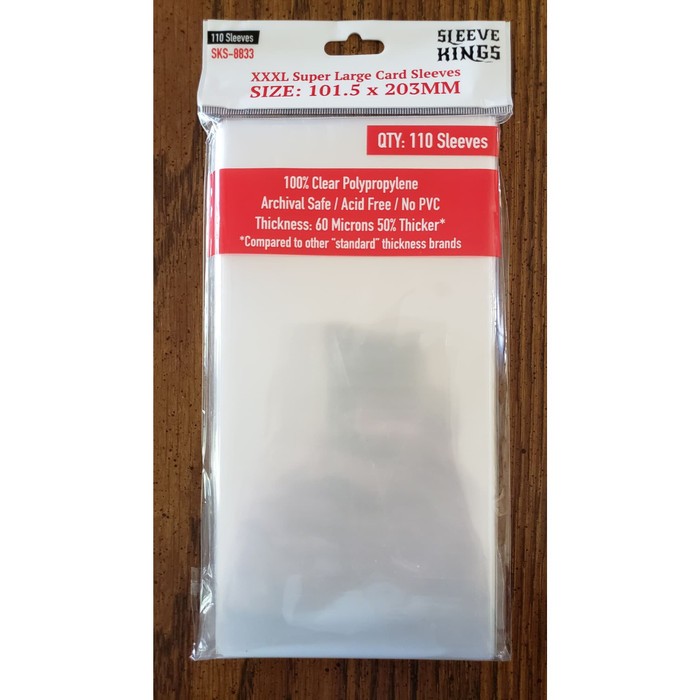 110 Sleeves
SKS-8833
SLEEVE
KINGS
XXXL Super Large Card Sleeves
SIZE: 101.5 x 203MM
QTY: 110 Sleeves
100% Clear Polypropylene
Archival Safe / Acid Free / No PVC
Thickness: 60 Microns 50% Thicker*
*Compared to other "standard" thickness brands